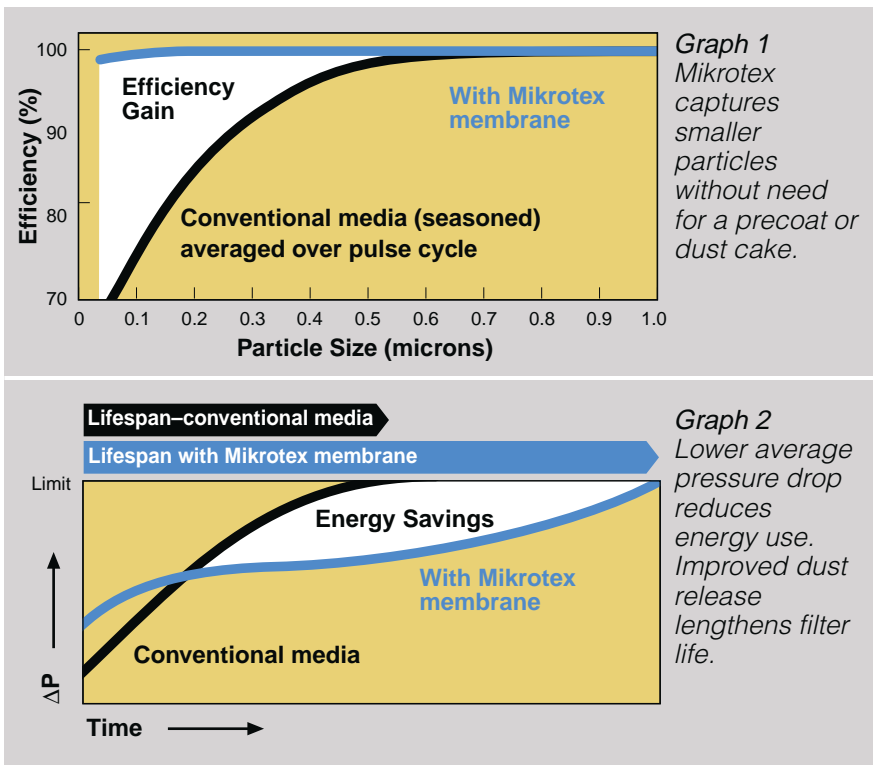 100
90
80
70
Efficiency (%)
Efficiency
Gain
With Mikrotex
membrane
Conventional media (seasoned)
averaged over pulse cycle
0 0.1 0.2 0.3 0.4 0.5 0.6 0.7 0.8 0.9 1.0
Particle Size (microns)
Graph 1
Mikrotex
captures
smaller
particles
without need
for a precoat or
dust cake.
Lifespan–conventional media
Lifespan with Mikrotex membrane
Limit
Energy Savings
With Mikrotex
membrane
Conventional media
ΔP
Time
Graph 2
Lower average
pressure drop
reduces
energy use.
Improved dust
release
lengthens filter
life.